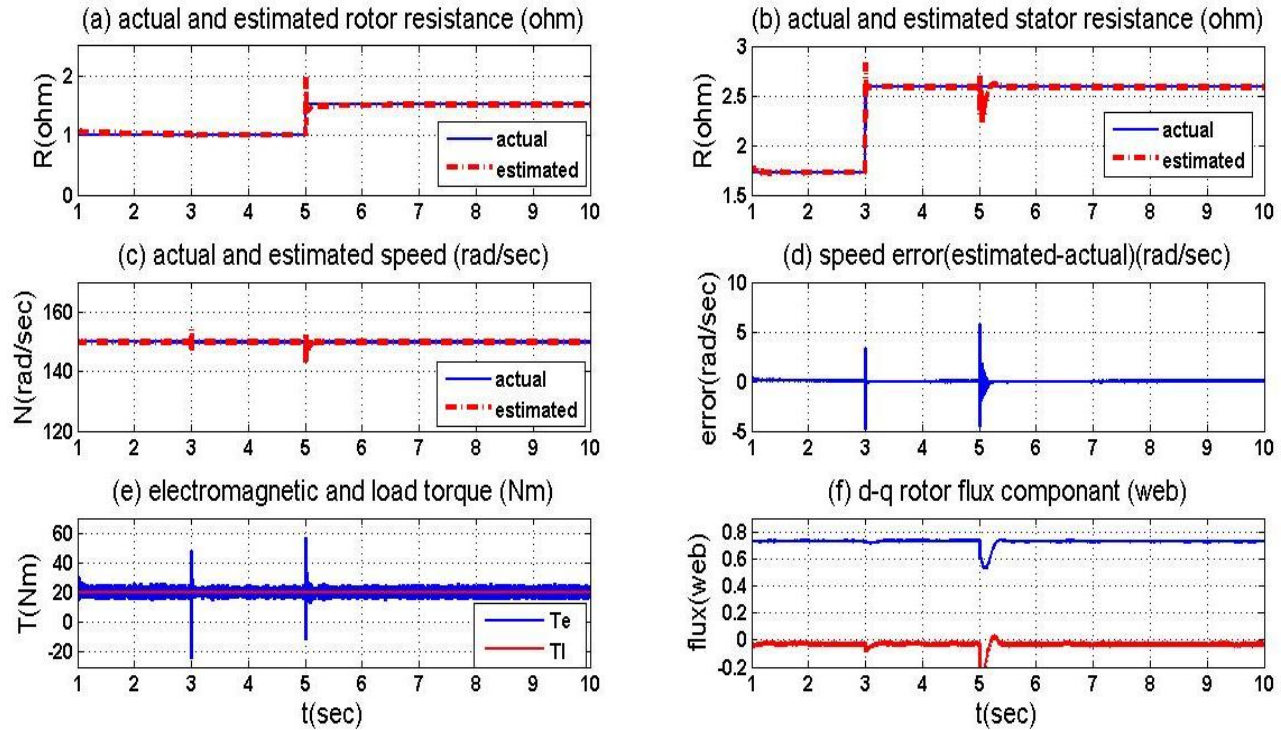 (a) actual and estimated rotor resistance (ohm)
R(ohm)
2
1
0
actual
estimated
1 2 3 4 5 6 7 8 9 10
(b) actual and estimated stator resistance (ohm)
R(ohm)
3
2.5
2
1.5
actual
estimated
1 2 3 4 5 6 7 8 9 10
(c) actual and estimated speed (rad/sec)
N(rad/sec)
160
140
120
actual
estimated
1 2 3 4 5 6 7 8 9 10
(d) speed error(estimated-actual)(rad/sec)
error(rad/sec)
10
5
0
-5
1 2 3 4 5 6 7 8 9 10
(e) electromagnetic and load torque (Nm)
T(Nm)
60
40
20
0
-20
Te
Tl
1 2 3 4 5 6 7 8 9 10
t(sec)
(f) d-q rotor flux componant (web)
flux(web)
0.8
0.6
0.4
0.2
0
-0.2
1 2 3 4 5 6 7 8 9 10
t(sec)